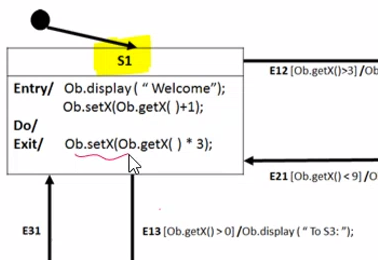 S1
E12 [Ob.getX()>3] /Ob
Entry/ Ob.display ( “ Welcome”);
Ob.setX(Ob.getX( )+1);
Do/
Exit/ Ob.setX(Ob.getX( ) * 3);
E21 [Ob.getX() < 9] /O
E31
E13 [Ob.getX() > 0] /Ob.display ( “ To S3: ”);